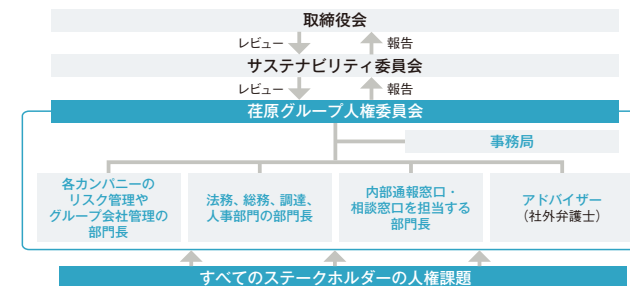 取締役会
レビュー 報告
サステナビリティ委員会
レビュー 報告
荏原グループ人権委員会
事務局
各カンパニーの
リスク管理や
グループ会社管理の
部門長
法務、総務、調達、
人事部門の部門長
内部通報窓口・
相談窓口を担当する
部門長
アドバイザー
(社外弁護士)
すべてのステークホルダーの人権課題